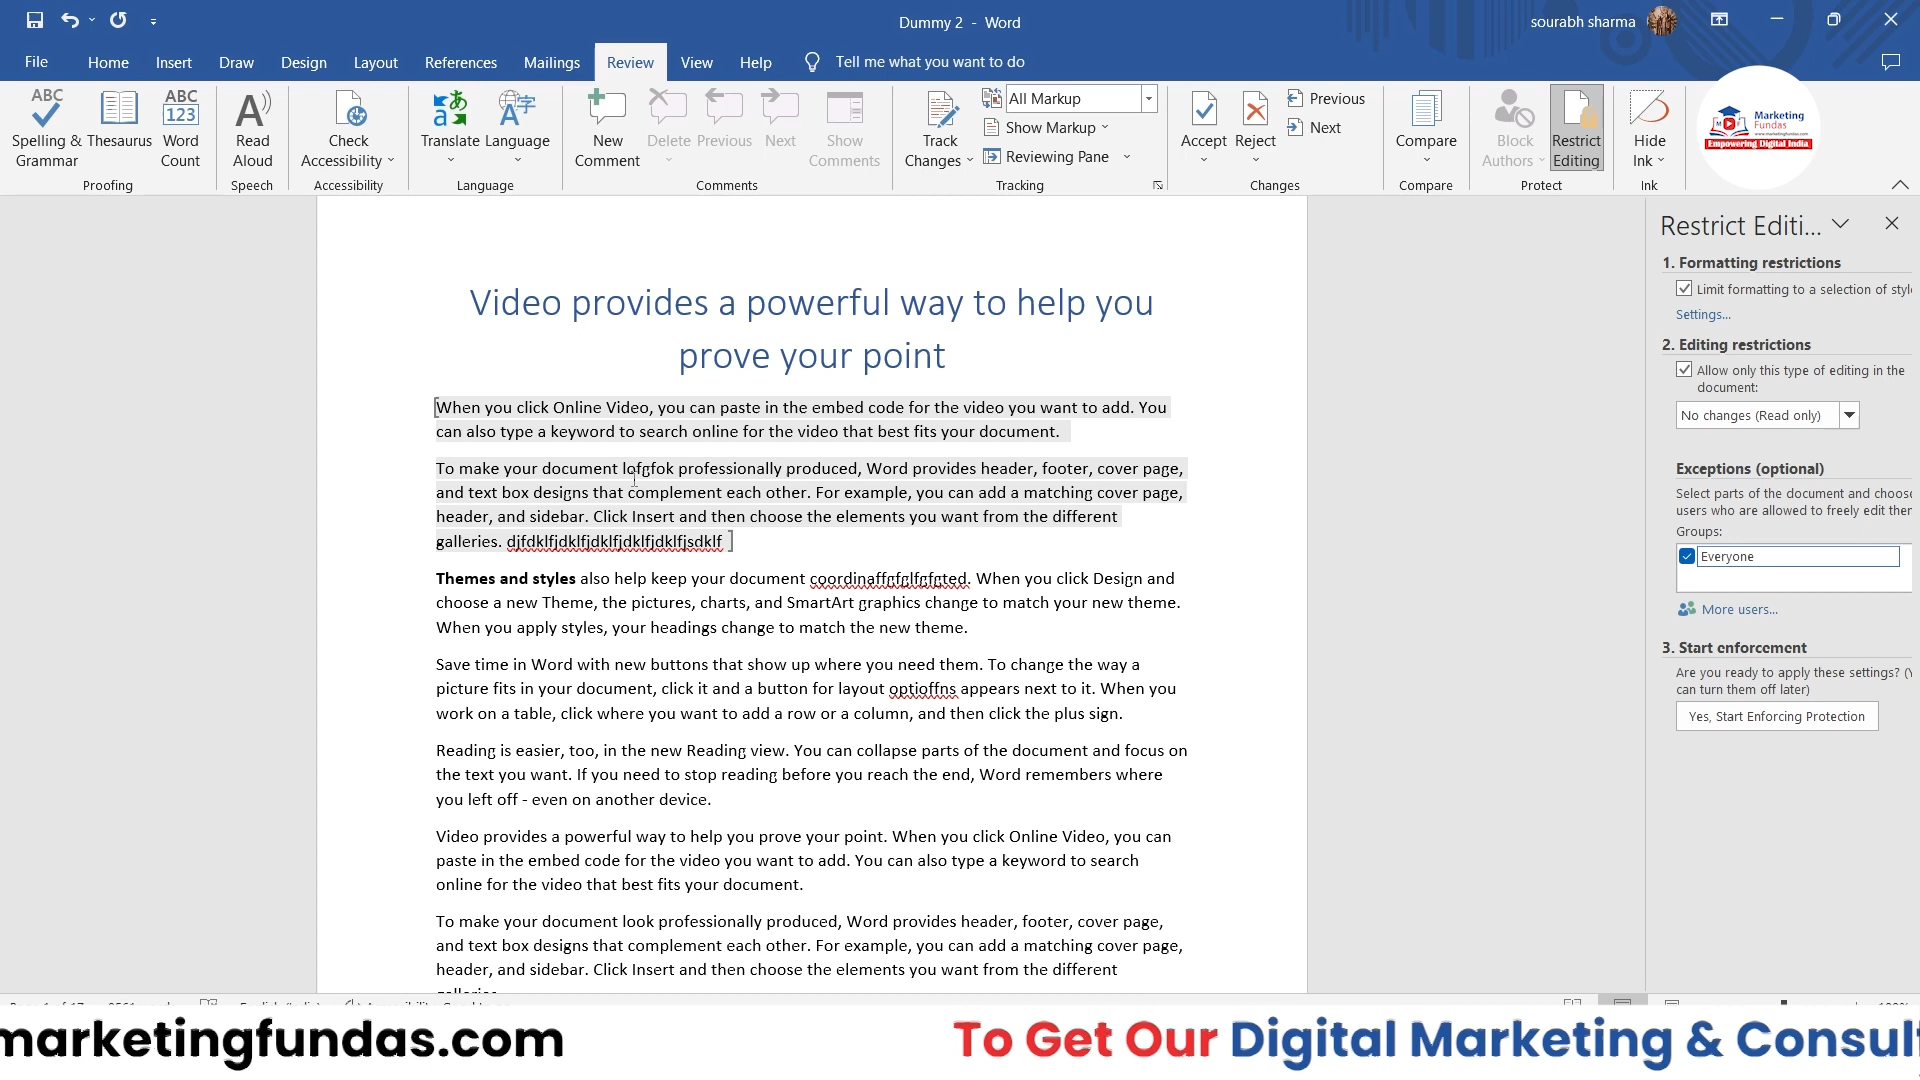 Dummy 2 - Word
sourabh sharma
File Home Insert Draw Design Layout References Mailings Review View Help Tell me what you want to do
ABC
Spelling &
Grammar
Thesaurus
ABC
123
Word
Count
Proofing
Read
Aloud
Speech
Check
Accessibility
Accessibility
Translate
Language
Language
New
Comment
Delete
Previous
Next
Show
Comments
Comments
Track
Changes
All Markup
Show Markup
Reviewing Pane
Tracking
Accept
Reject
Previous
Next
Changes
Compare
Compare
Block
Authors
Restrict
Editing
Protect
Hide
Ink
Ink
Marketing
Fundas
www.marketingfundas.com
Empowering Digital India
Video provides a powerful way to help you
prove your point
When you click Online Video, you can paste in the embed code for the video you want to add. You
can also type a keyword to search online for the video that best fits your document.
To make your document lofgfok professionally produced, Word provides header, footer, cover page,
and text box designs that complement each other. For example, you can add a matching cover page,
header, and sidebar. Click Insert and then choose the elements you want from the different
galleries. djfdklfjdklfjdklfjdklfjdklfjsdklf
Themes and styles also help keep your document coordinaffgfglfgfgted. When you click Design and
choose a new Theme, the pictures, charts, and SmartArt graphics change to match your new theme.
When you apply styles, your headings change to match the new theme.
Save time in Word with new buttons that show up where you need them. To change the way a
picture fits in your document, click it and a button for layout optioffns appears next to it. When you
work on a table, click where you want to add a row or a column, and then click the plus sign.
Reading is easier, too, in the new Reading view. You can collapse parts of the document and focus on
the text you want. If you need to stop reading before you reach the end, Word remembers where
you left off - even on another device.
Video provides a powerful way to help you prove your point. When you click Online Video, you can
paste in the embed code for the video you want to add. You can also type a keyword to search
online for the video that best fits your document.
To make your document look professionally produced, Word provides header, footer, cover page,
and text box designs that complement each other. For example, you can add a matching cover page,
header, and sidebar. Click Insert and then choose the elements you want from the different
Restrict Editi...
1. Formatting restrictions
Limit formatting to a selection of style
Settings...
2. Editing restrictions
Allow only this type of editing in the
document:
No changes (Read only)
Exceptions (optional)
Select parts of the document and choose
users who are allowed to freely edit then
Groups:
Everyone
More users...
3. Start enforcement
Are you ready to apply these settings? (Y
can turn them off later)
Yes, Start Enforcing Protection
marketingfundas.com
To Get Our Digital Marketing & Consult